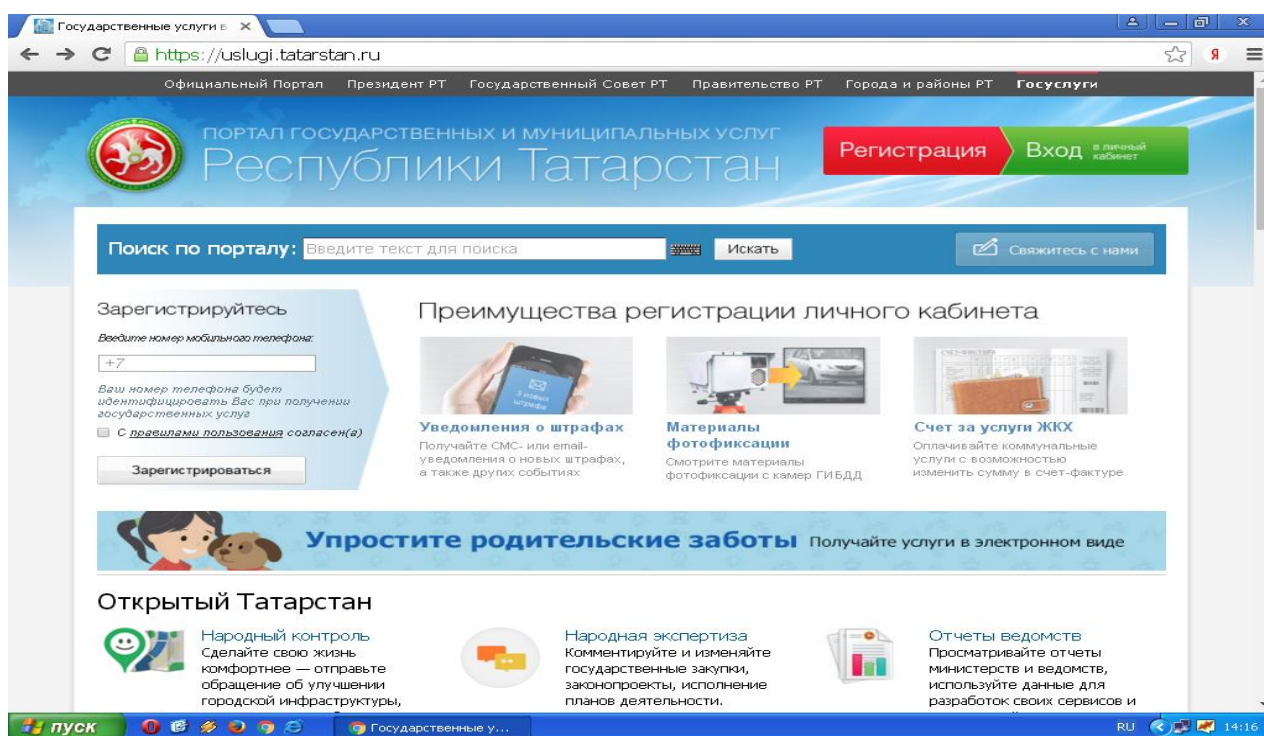 Государственные услуги в
https://uslugi.tatarstan.ru
Я
Официальный Портал Президент РТ Государственный Совет РТ Правительство РТ Города и районы РТ Госуслуги
ПОРТАЛ ГОСУДАРСТВЕННЫХ И МУНИЦИПАЛЬНЫХ УСЛУГ
Республики Татарстан
Регистрация Вход в личный кабинет
Поиск по порталу: Введите текст для поиска Искать Свяжитесь с нами
Зарегистрируйтесь
Введите номер мобильного телефона:
+7
Ваш номер телефона будет
идентифицировать Вас при получении
государственных услуг
С правилами пользования согласен(а)
Зарегистрироваться
Преимущества регистрации личного кабинета
Уведомления о штрафах
Получайте СМС- или email-
уведомления о новых штрафах,
а также других событиях
Материалы
фотофиксации
Смотрите материалы
фотофиксации с камер ГИБДД
Счет за услуги ЖКХ
Оплачивайте коммунальные
услуги с возможностью
изменить сумму в счет-фактуре
Упростите родительские заботы Получайте услуги в электронном виде
Открытый Татарстан
Народный контроль
Сделайте свою жизнь
комфортнее — отправьте
обращение об улучшении
городской инфраструктуры,
Народная экспертиза
Комментируйте и изменяйте
государственные закупки,
законопроекты, исполнение
планов деятельности.
Отчеты ведомств
Просматривайте отчеты
министерств и ведомств,
используйте данные для
разработок своих сервисов и
пуск Государственные у... RU 14:16